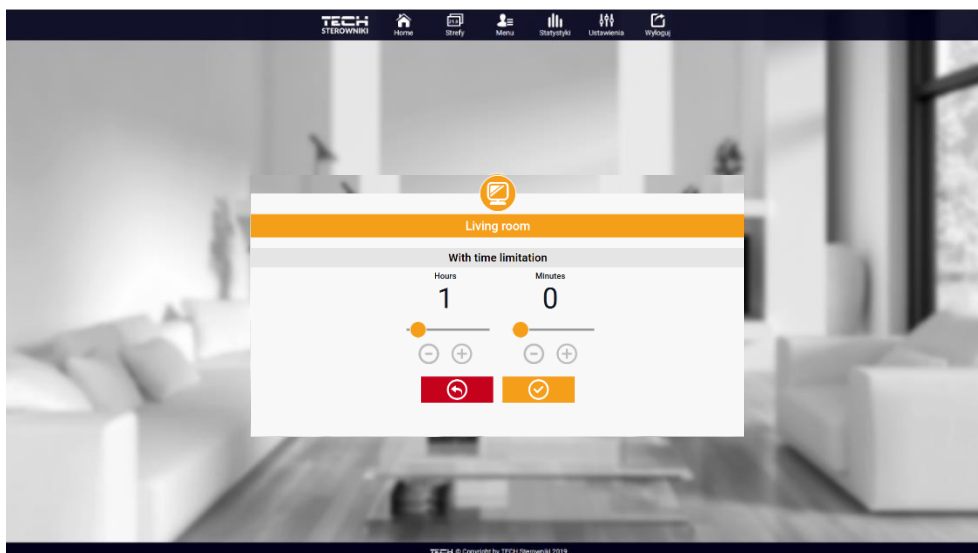 TECH
STEROWNIKI
Home
Strefy
Menu
Statystyki
Ustawienia
Wyloguj
Living room
With time limitation
Hours
Minutes
1
0
TECH © Copyright by TECH Sterowniki 2019